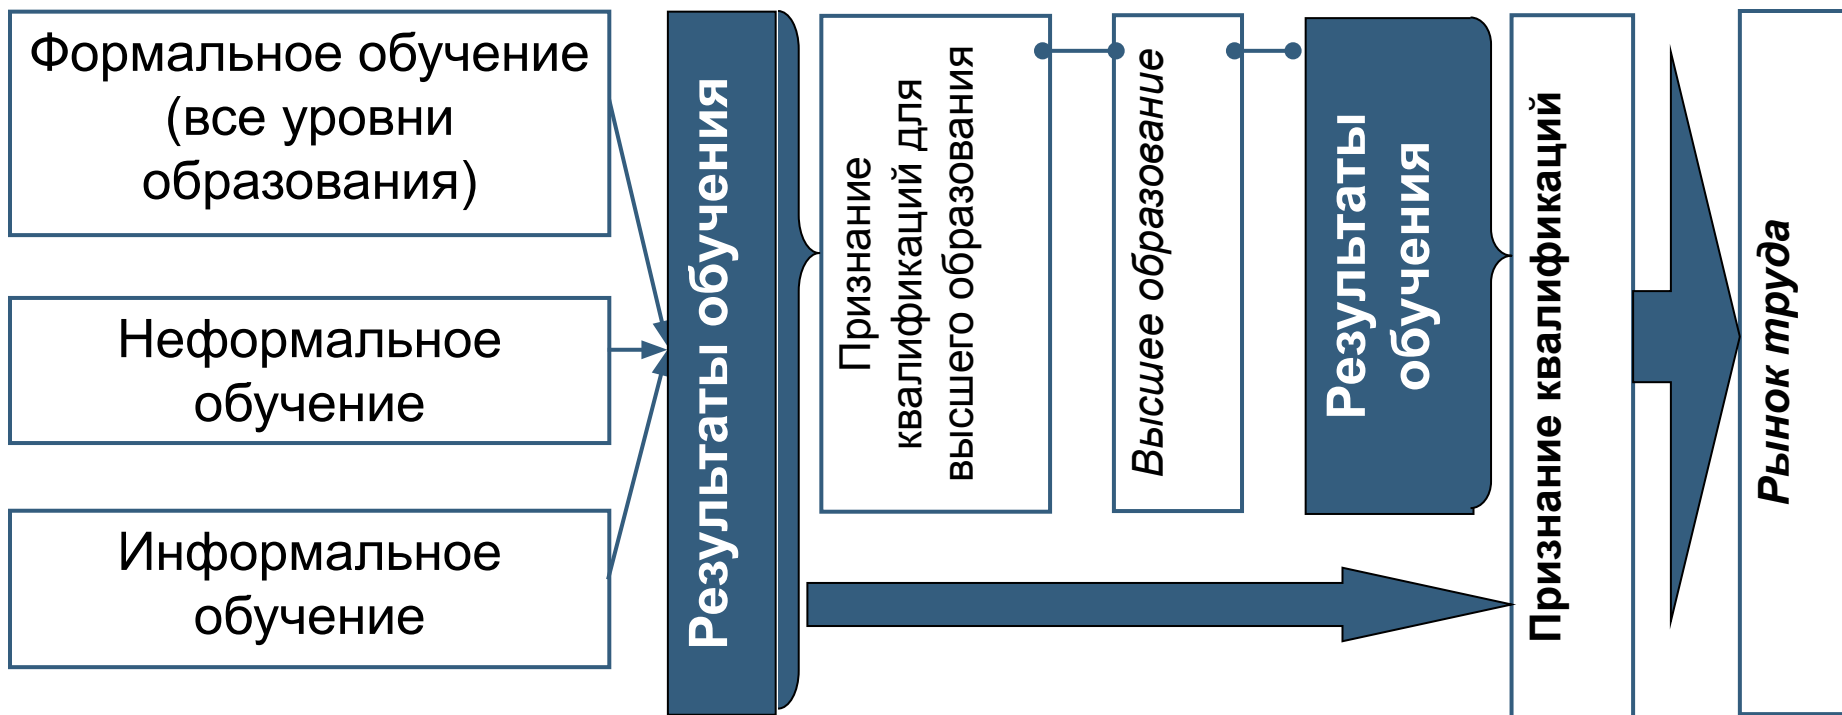 Формальное обучение
(все уровни
образования)
Неформальное
обучение
Информальное
обучение
Результаты обучения
Признание
квалификаций для
высшего образования
Высшее образование
Результаты
обучения
Признание квалификаций
Рынок труда